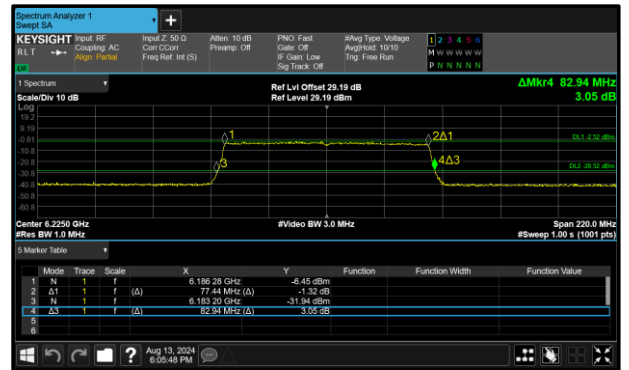 Spectrum Analyzer 1
Swept SA
+
KEYSIGHT Input: RF Input Z: 50 Ω Atten: 10 dB PNO: Fast #Avg Type: Voltage 1 2 3 4 5 6
RLT Coupling: AC Corr CCorr Preamp: Off Gate: Off Avg|Hold: 10/10 M W W W W W
Align: Partial Freq Ref: Int (S) IF Gain: Low Trig: Free Run P N N N N N
LW Sig Track: Off
1 Spectrum Ref Lvl Offset 29.19 dB ΔMkr4 82.94 MHz
Scale/Div 10 dB Ref Level 29.19 dBm 3.05 dB
Log
19.2
9.19
-0.81 1 2Δ1 DL1 -2.52 dBm
-10.8
-20.8 3 4Δ3 DL2 -28.52 dBm
-30.8
-40.8
-50.8
-60.8
Center 6.2250 GHz #Video BW 3.0 MHz Span 220.0 MHz
#Res BW 1.0 MHz #Sweep 1.00 s (1001 pts)
5 Marker Table
Mode Trace Scale X Y Function Function Width Function Value
1 N 1 f 6.186 28 GHz -6.45 dBm
2 Δ1 1 f (Δ) 77.44 MHz (Δ) -1.32 dB
3 N 1 f 6.183 20 GHz -31.94 dBm
4 Δ3 1 f (Δ) 82.94 MHz (Δ) 3.05 dB
5
6
? Aug 13, 2024
6:05:48 PM